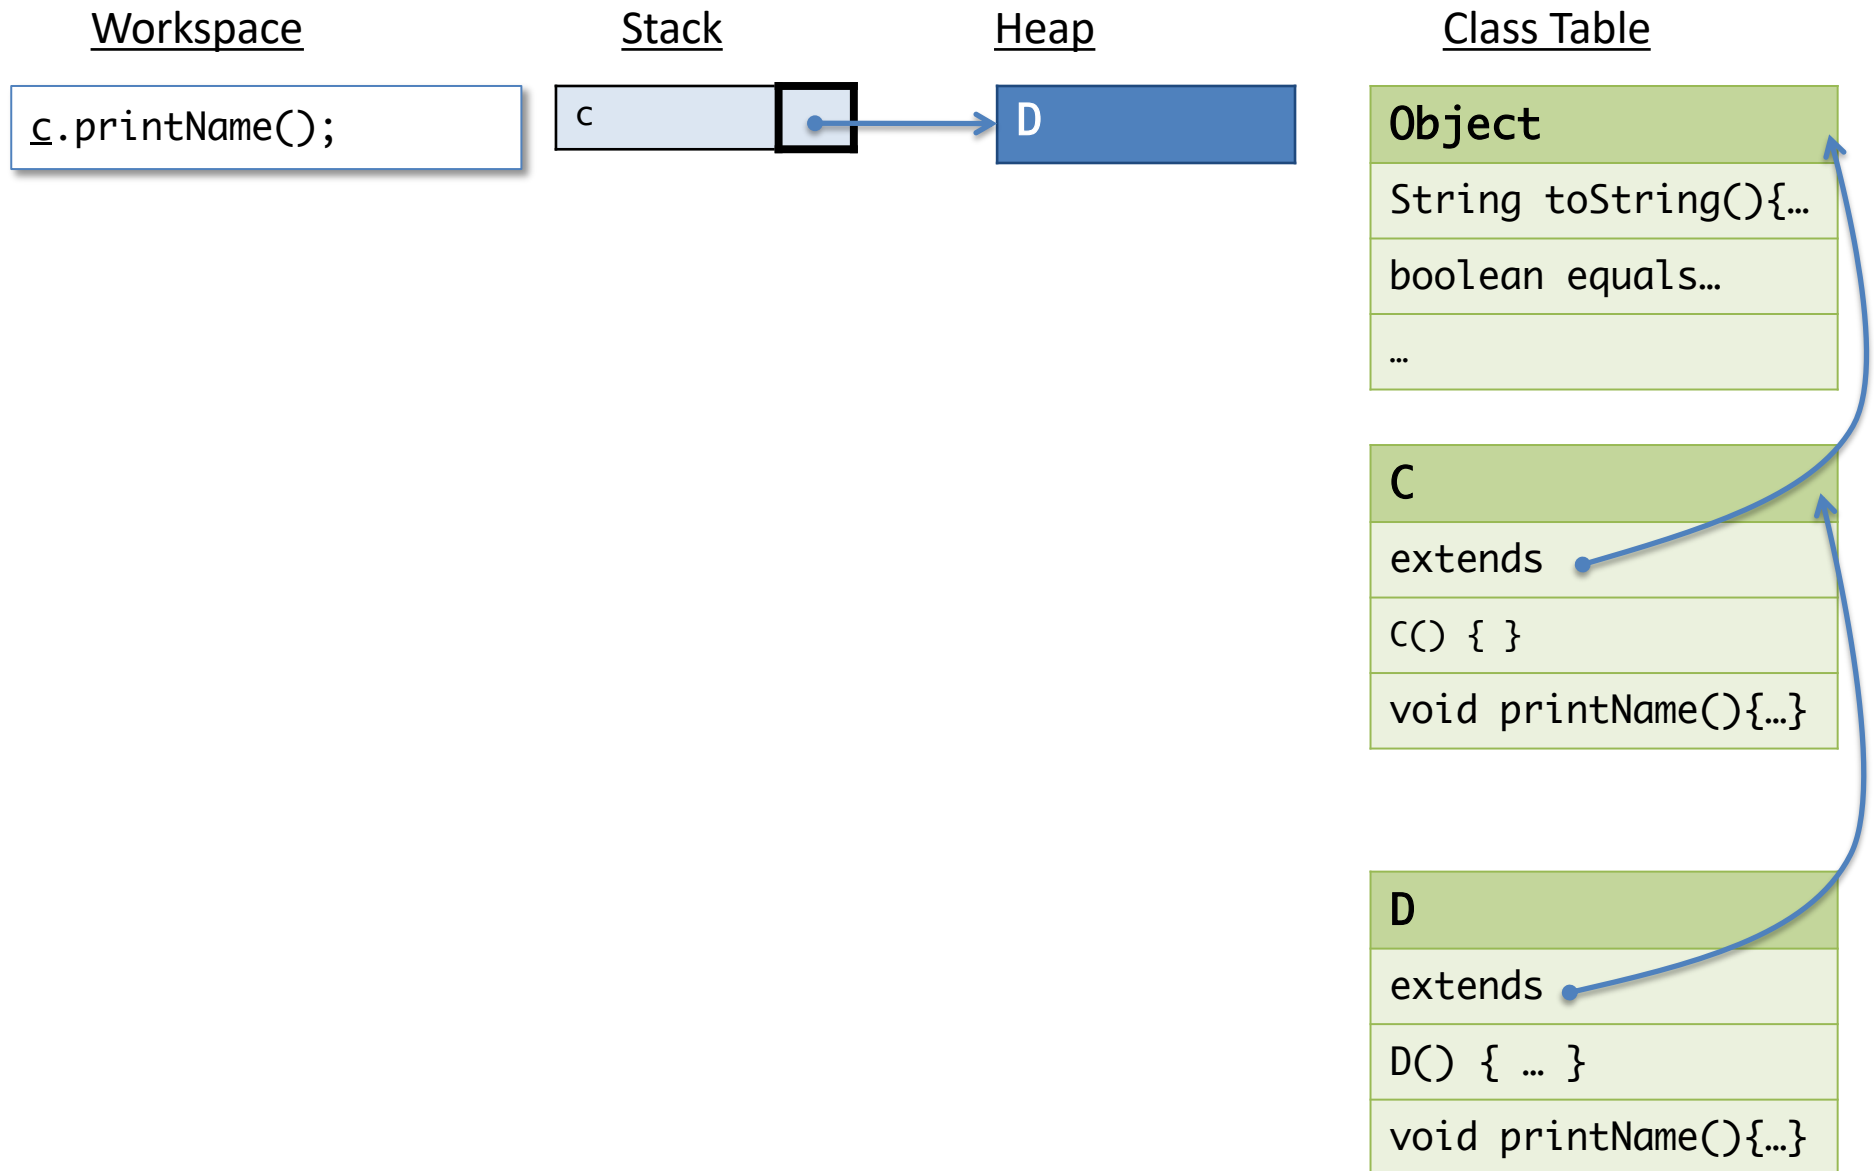 Workspace
Stack
Heap
Class Table
c.printName();
c
D
Object
String toString(){…
boolean equals…
…
C
extends
C() { }
void printName(){…}
D
extends
D() { … }
void printName(){…}